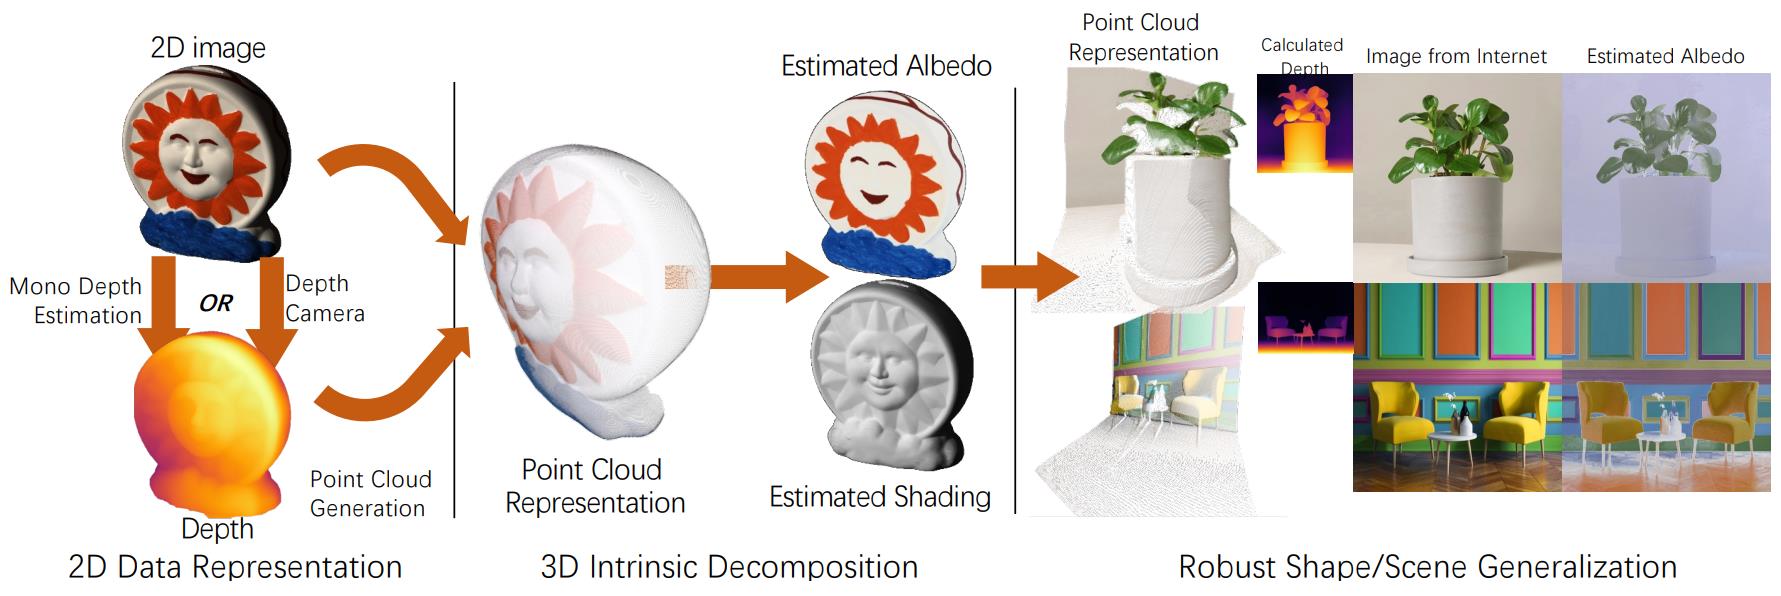 2D image
Mono Depth
Estimation
OR
Depth
Camera
Point Cloud
Generation
Depth
2D Data Representation
Point Cloud
Representation
Estimated Albedo
Estimated Shading
3D Intrinsic Decomposition
Point Cloud
Representation
Calculated
Depth
Image from Internet
Estimated Albedo
Robust Shape/Scene Generalization